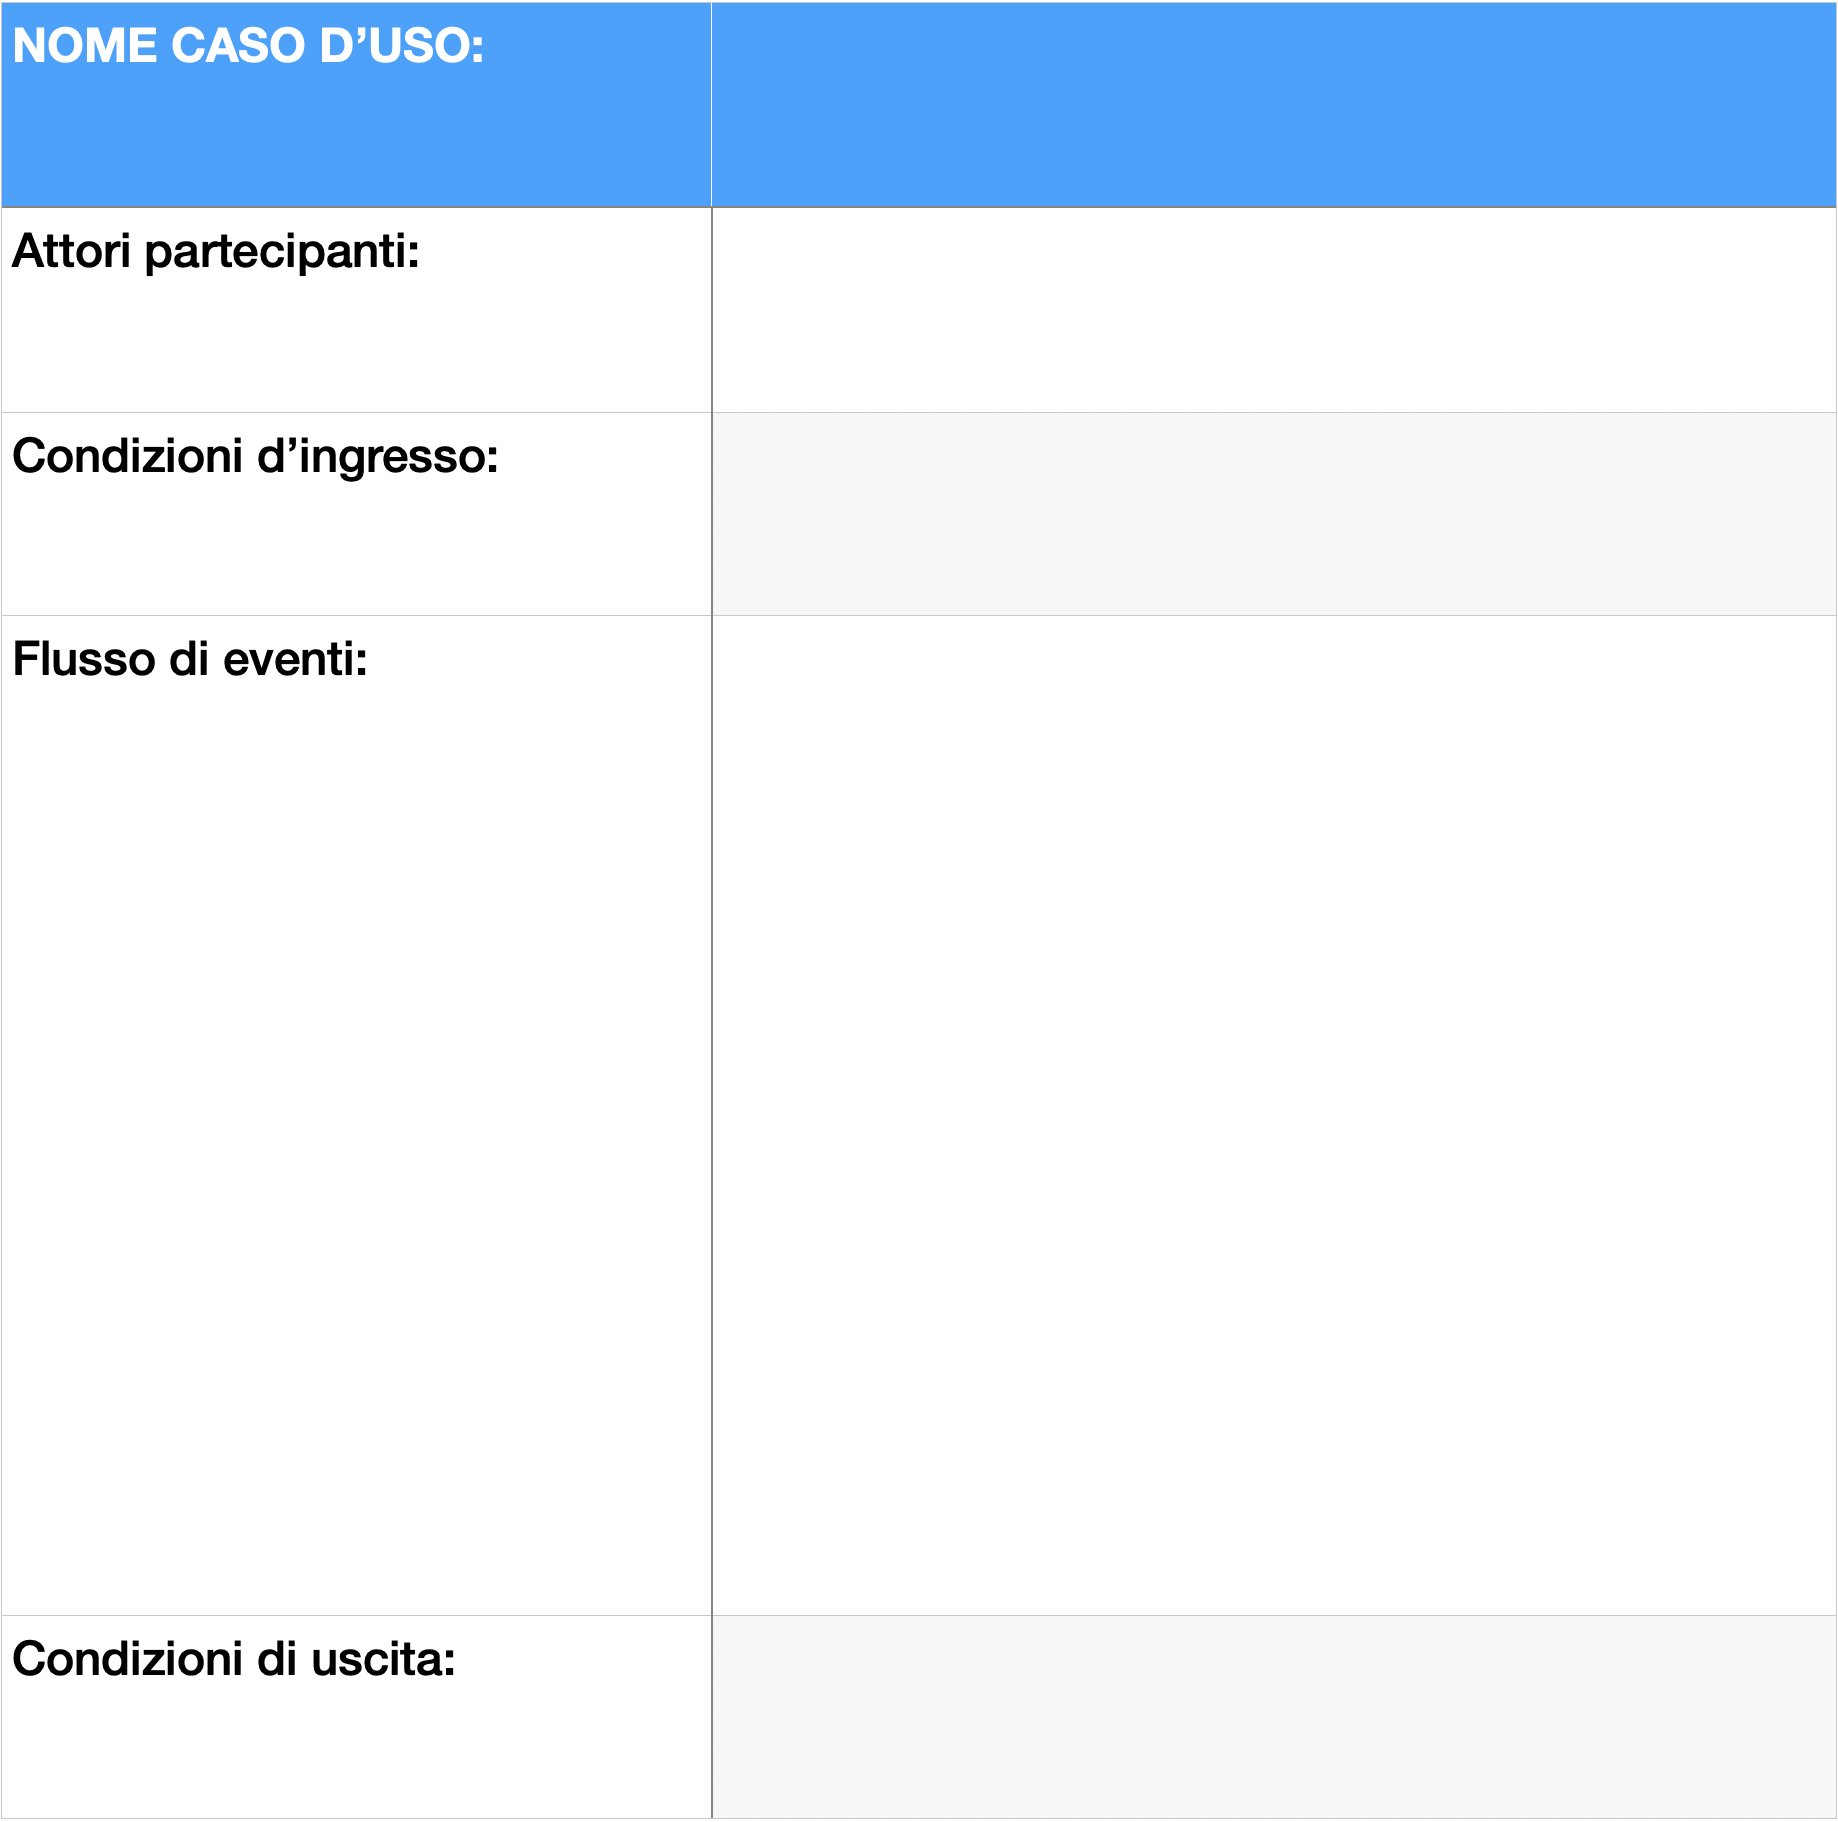 NOME CASO D’USO:
Attori partecipanti:
Condizioni d’ingresso:
Flusso di eventi:
Condizioni di uscita: